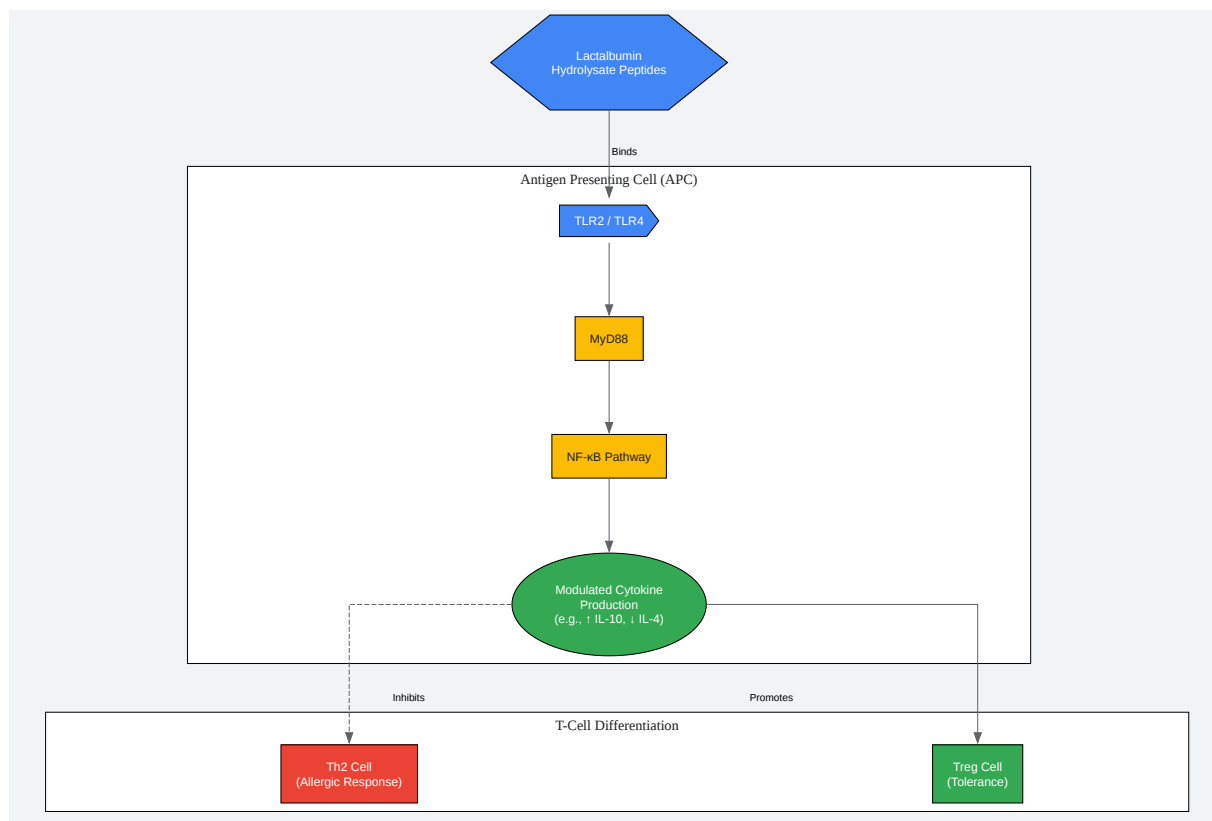 Lactalbumin
Hydrolysate Peptides
Binds
Antigen Presenting Cell (APC)
TLR2 / TLR4
MyD88
NF-κB Pathway
Modulated Cytokine
Production
(e.g., ↑ IL-10, ↓ IL-4)
Inhibits
Promotes
T-Cell Differentiation
Th2 Cell
(Allergic Response)
Treg Cell
(Tolerance)